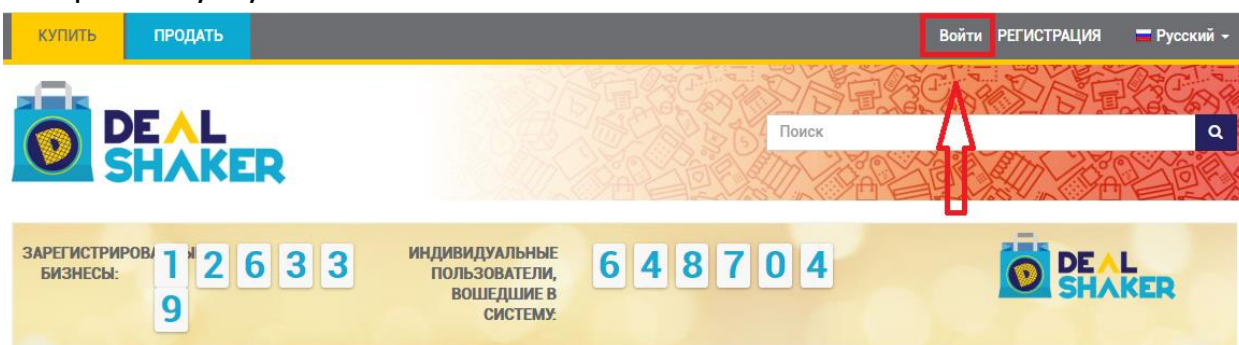 КУПИТЬ ПРОДАТЬ Войти РЕГИСТРАЦИЯ Русский
DEAL
SHAKER
Поиск
ЗАРЕГИСТРИРОВА
БИЗНЕСЫ:
1 2 6 3 3
9
ИНДИВИДУАЛЬНЫЕ
ПОЛЬЗОВАТЕЛИ,
ВОШЕДШИЕ В
СИСТЕМУ:
6 4 8 7 0 4
DEAL
SHAKER